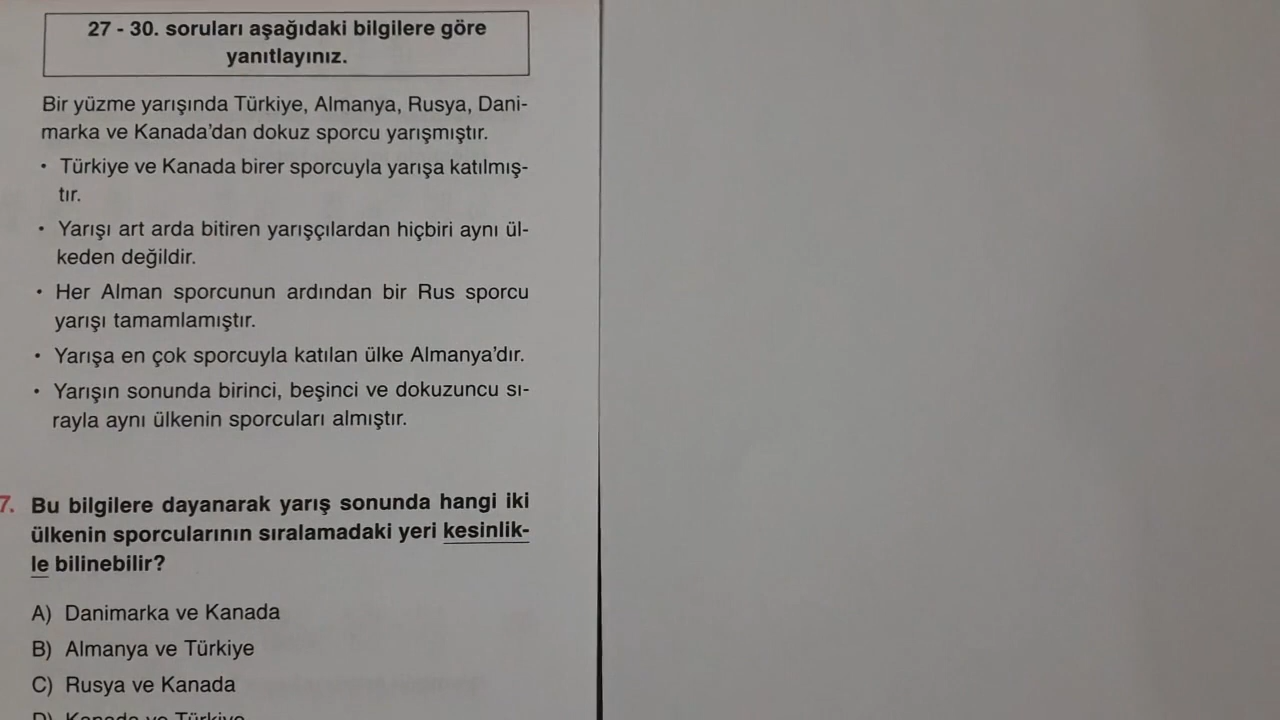 27 - 30. soruları aşağıdaki bilgilere göre
yanıtlayınız.
Bir yüzme yarışında Türkiye, Almanya, Rusya, Dani-
marka ve Kanada'dan dokuz sporcu yarışmıştır.
• Türkiye ve Kanada birer sporcuyla yarışa katılmış-
tır.
• Yarışı art arda bitiren yarışçılardan hiçbiri aynı ül-
keden değildir.
• Her Alman sporcunun ardından bir Rus sporcu
yarışı tamamlamıştır.
• Yarışa en çok sporcuyla katılan ülke Almanya'dır.
• Yarışın sonunda birinci, beşinci ve dokuzuncu sı-
rayla aynı ülkenin sporcuları almıştır.
7. Bu bilgilere dayanarak yarış sonunda hangi iki
ülkenin sporcularının sıralamadaki yeri kesinlik-
le bilinebilir?
A) Danimarka ve Kanada
B) Almanya ve Türkiye
C) Rusya ve Kanada
D) Kanada ve Türkiye